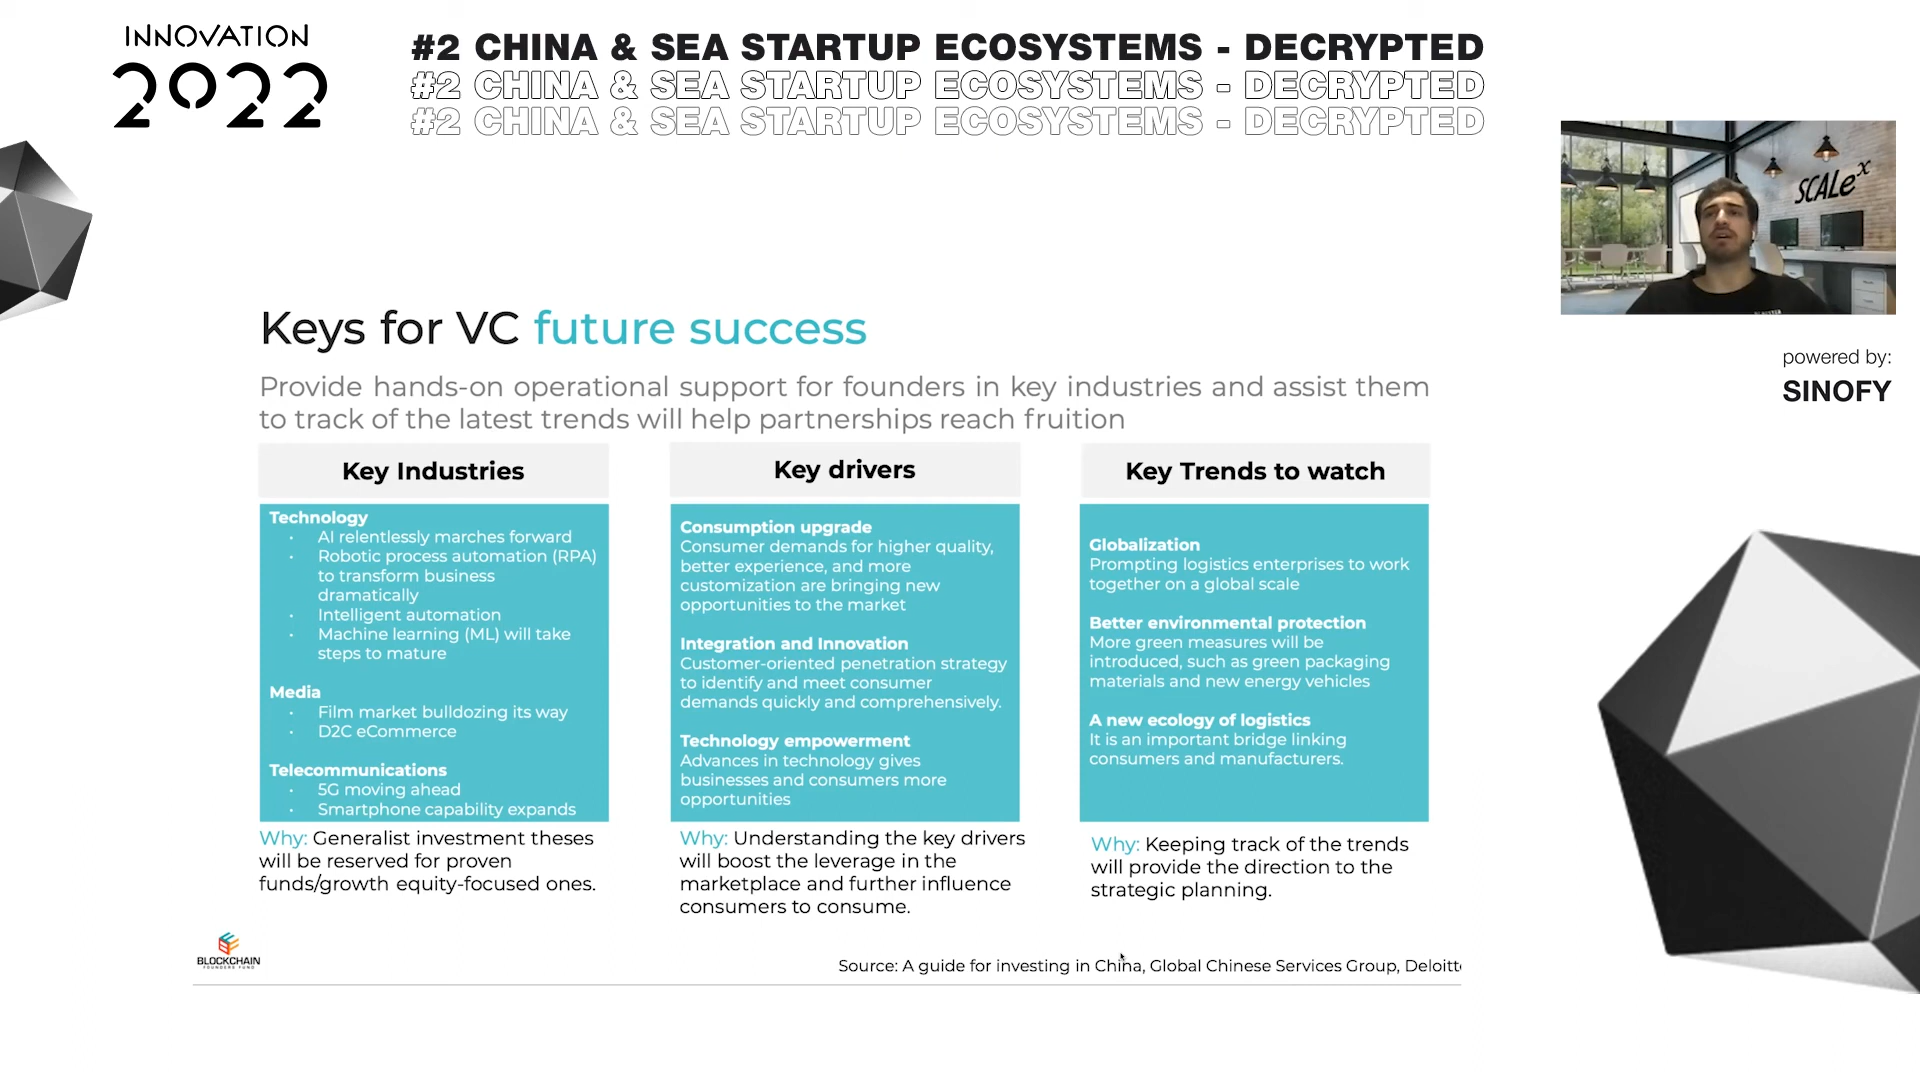 INNOVATION
2022
#2 CHINA & SEA STARTUP ECOSYSTEMS - DECRYPTED
#2 CHINA & SEA STARTUP ECOSYSTEMS - DECRYPTED
#2 CHINA & SEA STARTUP ECOSYSTEMS - DECRYPTED
SCALeX
powered by:
SINOFY
Keys for VC future success
Provide hands-on operational support for founders in key industries and assist them
to track of the latest trends will help partnerships reach fruition
Key Industries
Technology
• AI relentlessly marches forward
• Robotic process automation (RPA)
to transform business
dramatically
• Intelligent automation
• Machine learning (ML) will take
steps to mature
Media
• Film market bulldozing its way
• D2C eCommerce
Telecommunications
• 5G moving ahead
• Smartphone capability expands
Why: Generalist investment theses
will be reserved for proven
funds/growth equity-focused ones.
Key drivers
Consumption upgrade
Consumer demands for higher quality,
better experience, and more
customization are bringing new
opportunities to the market
Integration and Innovation
Customer-oriented penetration strategy
to identify and meet consumer
demands quickly and comprehensively.
Technology empowerment
Advances in technology gives
businesses and consumers more
opportunities
Why: Understanding the key drivers
will boost the leverage in the
marketplace and further influence
consumers to consume.
Key Trends to watch
Globalization
Prompting logistics enterprises to work
together on a global scale
Better environmental protection
More green measures will be
introduced, such as green packaging
materials and new energy vehicles
A new ecology of logistics
It is an important bridge linking
consumers and manufacturers.
Why: Keeping track of the trends
will provide the direction to the
strategic planning.
BLOCKCHAIN
FOUNDERS FUND
Source: A guide for investing in China, Global Chinese Services Group, Deloitt